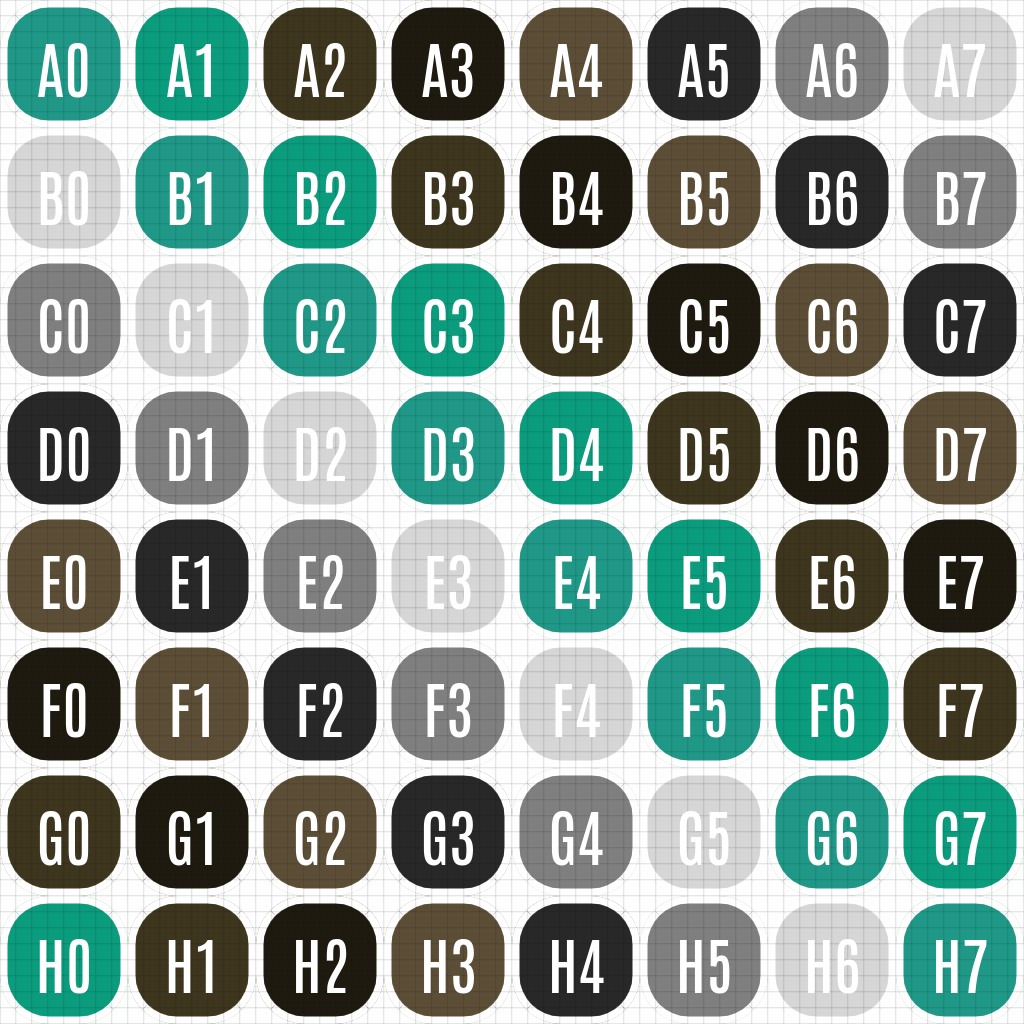 A0 A1 A2 A3 A4 A5 A6 A7
B0 B1 B2 B3 B4 B5 B6 B7
C0 C1 C2 C3 C4 C5 C6 C7
D0 D1 D2 D3 D4 D5 D6 D7
E0 E1 E2 E3 E4 E5 E6 E7
F0 F1 F2 F3 F4 F5 F6 F7
G0 G1 G2 G3 G4 G5 G6 G7
H0 H1 H2 H3 H4 H5 H6 H7